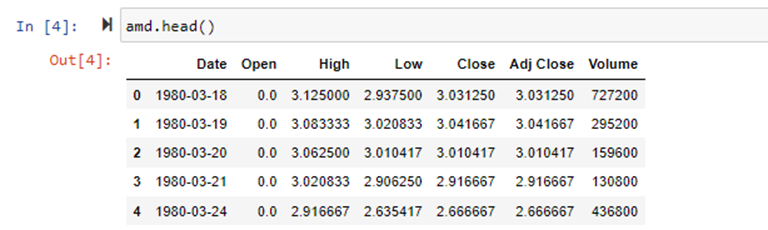 In [4]: amd.head()
Out[4]:
Date Open High Low Close Adj Close Volume
0 1980-03-18 0.0 3.125000 2.937500 3.031250 3.031250 727200
1 1980-03-19 0.0 3.083333 3.020833 3.041667 3.041667 295200
2 1980-03-20 0.0 3.062500 3.010417 3.010417 3.010417 159600
3 1980-03-21 0.0 3.020833 2.906250 2.916667 2.916667 130800
4 1980-03-24 0.0 2.916667 2.635417 2.666667 2.666667 436800